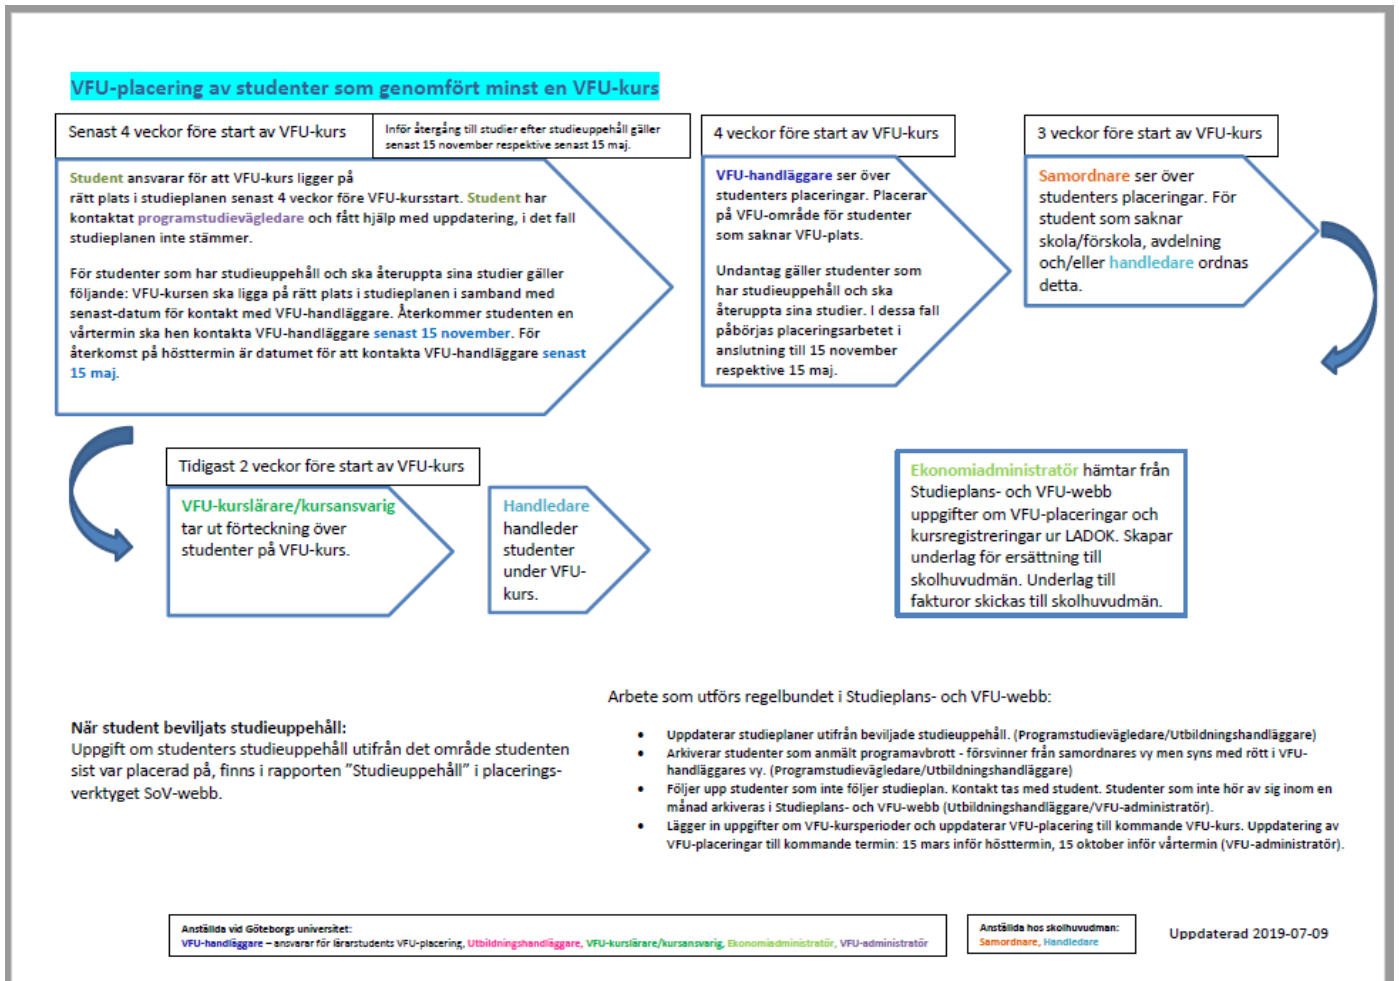 VFU-placering av studenter som genomfört minst en VFU-kurs
Senast 4 veckor före start av VFU-kurs
Inför återgång till studier efter studieuppehåll gäller
senast 15 november respektive senast 15 maj.
Student ansvarar för att VFU-kurs ligger på
rätt plats i studieplanen senast 4 veckor före VFU-kursstart. Student har
kontaktat programstudievägledare och fått hjälp med uppdatering, i det fall
studieplanen inte stämmer.
För studenter som har studieuppehåll och ska återuppta sina studier gäller
följande: VFU-kursen ska ligga på rätt plats i studieplanen i samband med
senast-datum för kontakt med VFU-handläggare. Återkommer studenten en
vårtermin ska hen kontakta VFU-handläggare senast 15 november. För
återkomst på hösttermin är datumet för att kontakta VFU-handläggare senast
15 maj.
4 veckor före start av VFU-kurs
VFU-handläggare ser över
studenters placeringar. Placerar
på VFU-område för studenter
som saknar VFU-plats.
Undantag gäller studenter som
har studieuppehåll och ska
återuppta sina studier. I dessa fall
påbörjas placeringsarbetet i
anslutning till 15 november
respektive 15 maj.
3 veckor före start av VFU-kurs
Samordnare ser över
studenters placeringar. För
student som saknar
skola/förskola, avdelning
och/eller handledare ordnas
detta.
Tidigast 2 veckor före start av VFU-kurs
VFU-kurslärare/kursansvarig
tar ut förteckning över
studenter på VFU-kurs.
Handledare
handleder
studenter
under VFU-
kurs.
Ekonomiadministratör hämtar från
Studieplans- och VFU-webb
uppgifter om VFU-placeringar och
kursregistreringar ur LADOK. Skapar
underlag för ersättning till
skolhuvudmän. Underlag till
fakturor skickas till skolhuvudmän.
När student beviljats studieuppehåll:
Uppgift om studenters studieuppehåll utifrån det område studenten
sist var placerad på, finns i rapporten ”Studieuppehåll” i placerings-
verktyget SoV-webb.
Arbete som utförs regelbundet i Studieplans- och VFU-webb:
• Uppdaterar studieplaner utifrån beviljade studieuppehåll. (Programstudievägledare/Utbildningshandläggare)
• Arkiverar studenter som anmält programavbrott - försvinner från samordnares vy men syns med rött i VFU-
handläggares vy. (Programstudievägledare/Utbildningshandläggare)
• Följer upp studenter som inte följer studieplan. Kontakt tas med student. Studenter som inte hör av sig inom en
månad arkiveras i Studieplans- och VFU-webb (Utbildningshandläggare/VFU-administratör).
• Lägger in uppgifter om VFU-kursperioder och uppdaterar VFU-placering till kommande VFU-kurs. Uppdatering av
VFU-placeringar till kommande termin: 15 mars inför hösttermin, 15 oktober inför vårtermin (VFU-administratör).
Anställda vid Göteborgs universitet:
VFU-handläggare – ansvarar för lärarstudents VFU-placering, Utbildningshandläggare, VFU-kurslärare/kursansvarig, Ekonomiadministratör, VFU-administratör
Anställda hos skolhuvudman:
Samordnare, Handledare
Uppdaterad 2019-07-09